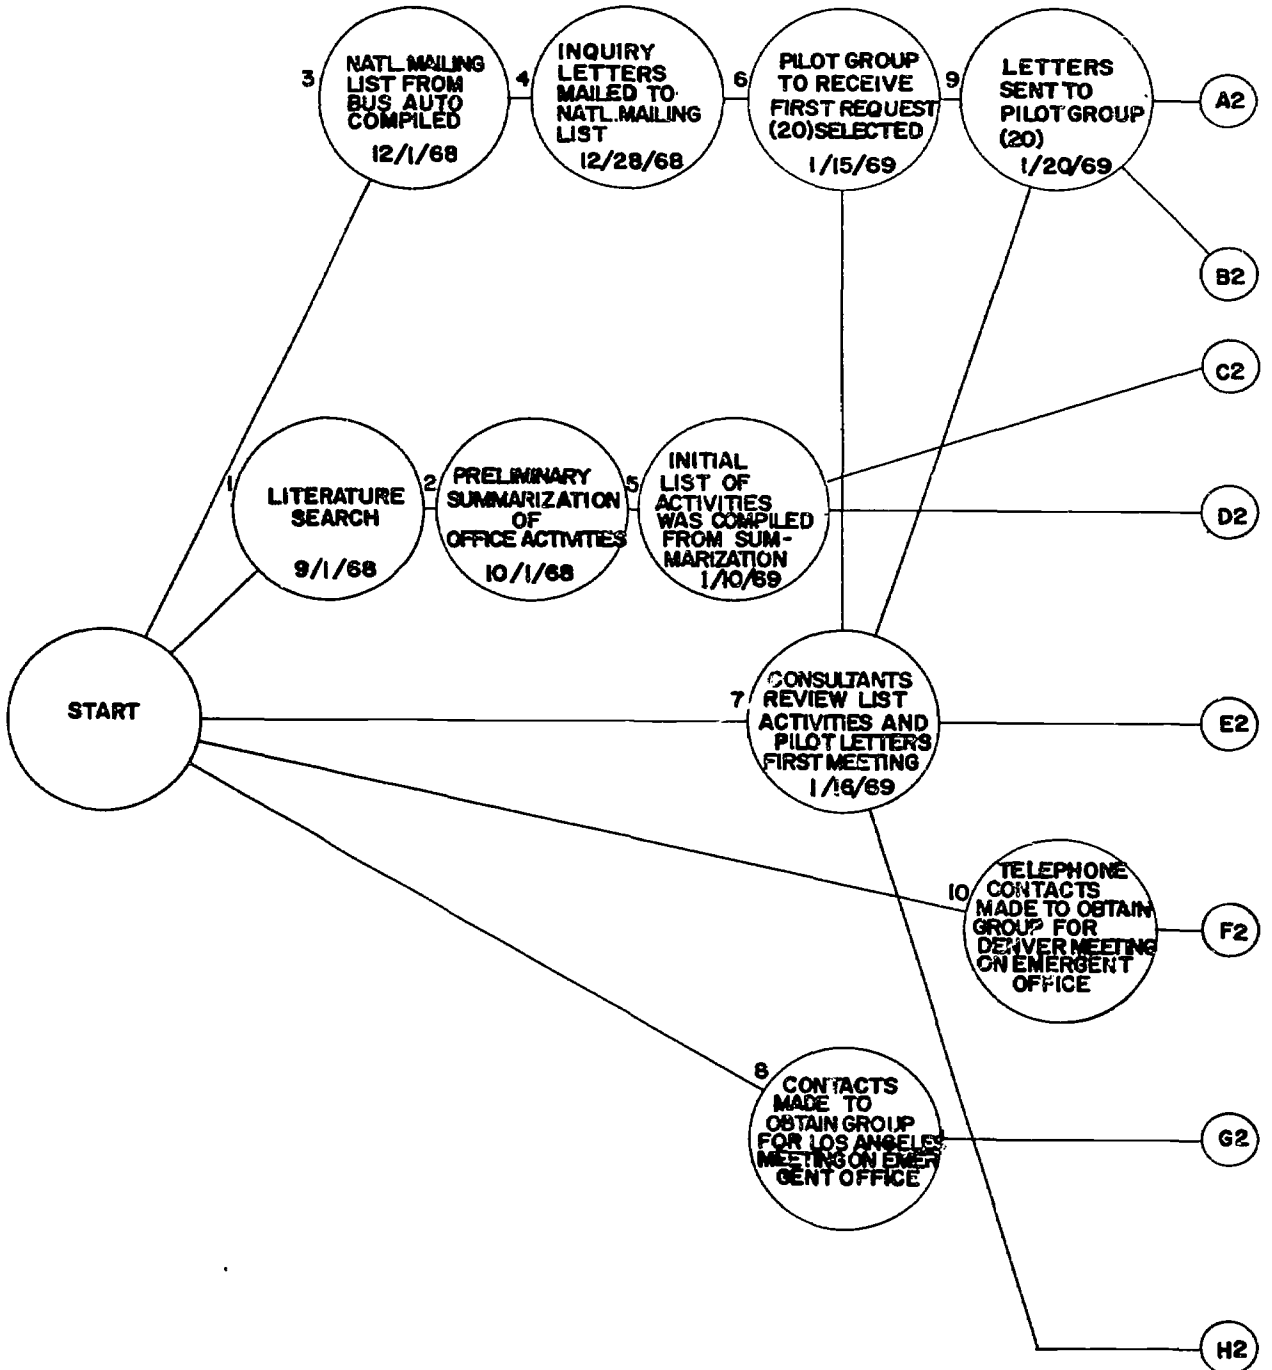 3
NATL. MAILING
LIST FROM
BUS AUTO
COMPILED
12/1/68
4
INQUIRY
LETTERS
MAILED TO
NATL. MAILING
LIST
12/28/68
6
PILOT GROUP
TO RECEIVE
FIRST REQUEST
(20) SELECTED
1/15/69
9
LETTERS
SENT TO
PILOT GROUP
(20)
1/20/69
A2
B2
C2
1
LITERATURE
SEARCH
9/1/68
2
PRELIMINARY
SUMMARIZATION
OF
OFFICE ACTIVITIES
10/1/68
5
INITIAL
LIST OF
ACTIVITIES
WAS COMPILED
FROM SUM-
MARIZATION
1/10/69
D2
START
7
CONSULTANTS
REVIEW LIST
ACTIVITIES AND
PILOT LETTERS
FIRST MEETING
1/16/69
E2
10
TELEPHONE
CONTACTS
MADE TO OBTAIN
GROUP FOR
DENVER MEETING
ON EMERGENT
OFFICE
F2
8
CONTACTS
MADE TO
OBTAIN GROUP
FOR LOS ANGELES
MEETING ON EMER
GENT OFFICE
G2
H2